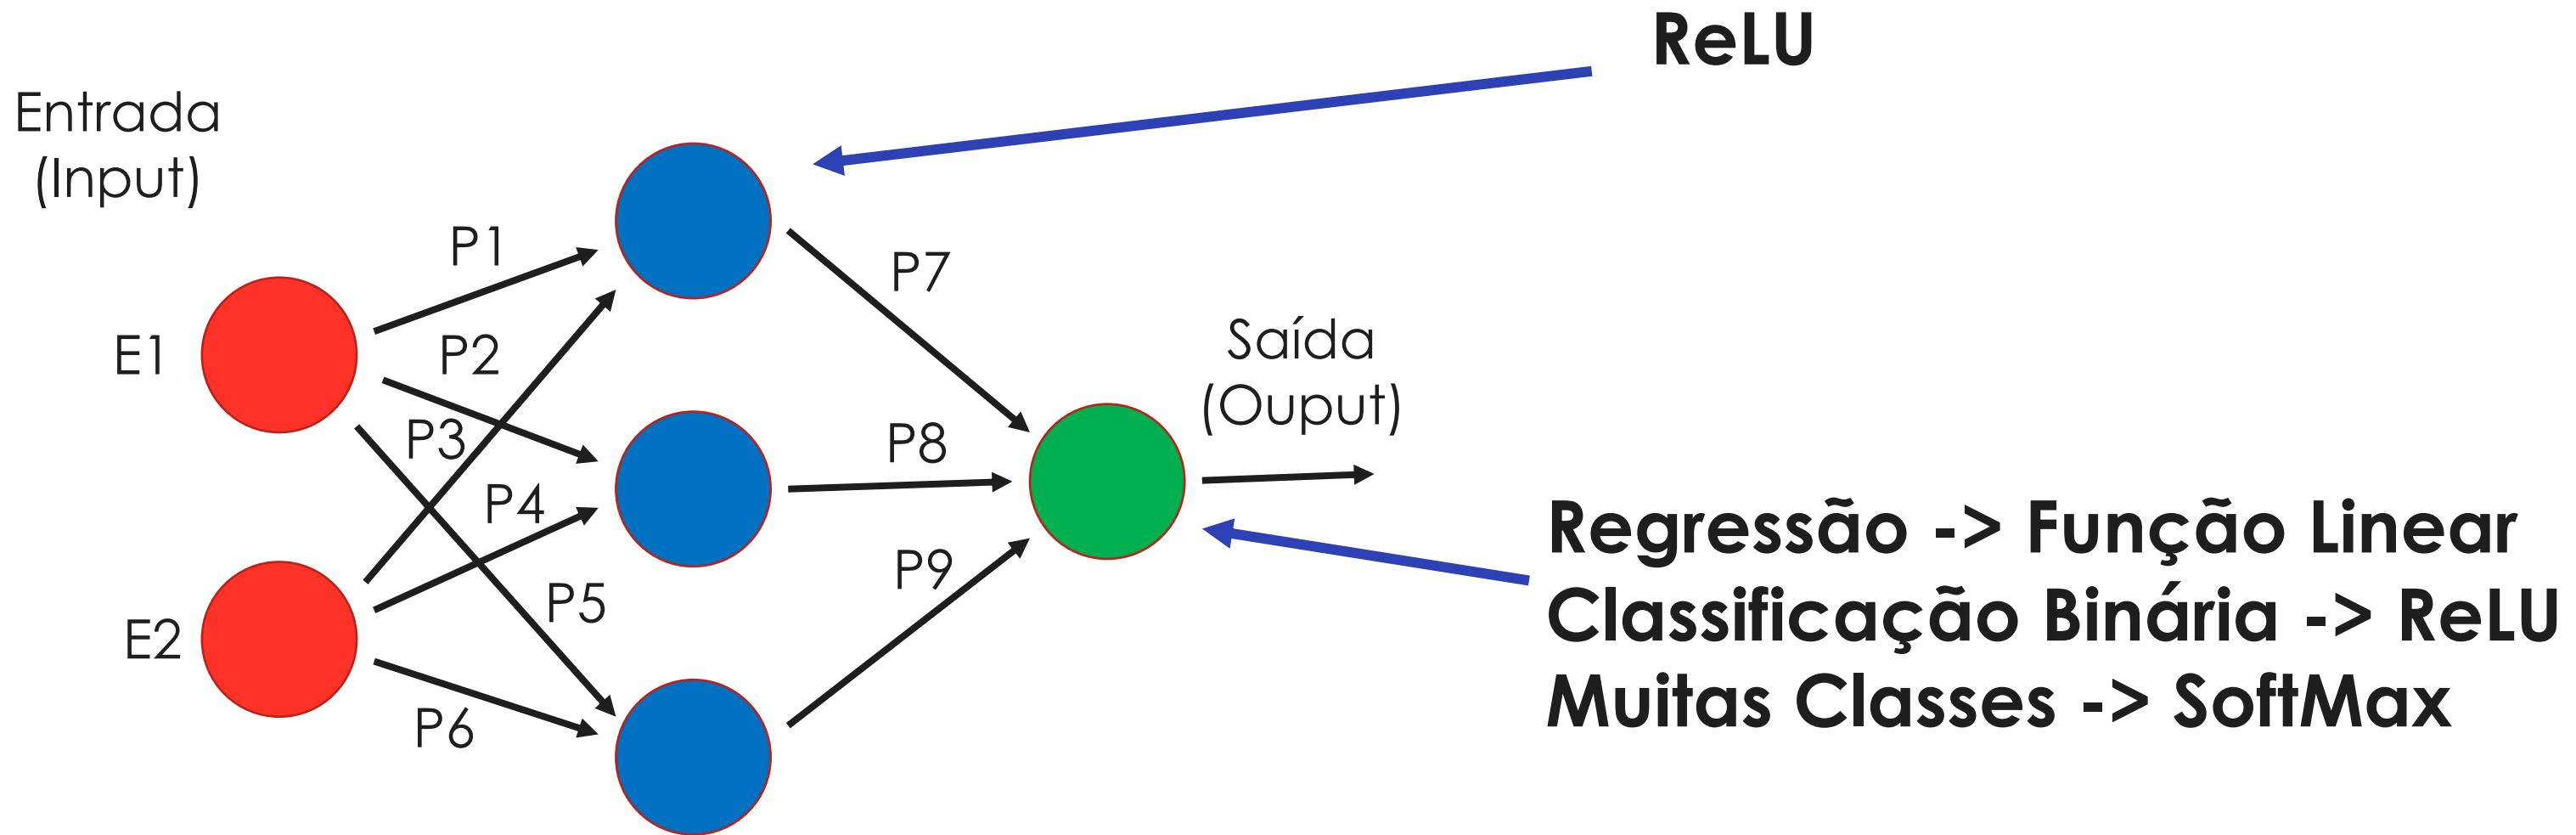 ReLU
Entrada
(Input)
P1
P7
E1
P2
Saída
(Ouput)
P3
P8
P4
Regressão -> Função Linear
P9
P5
Classificação Binária -> ReLU
E2
Muitas Classes -> SoftMax
P6